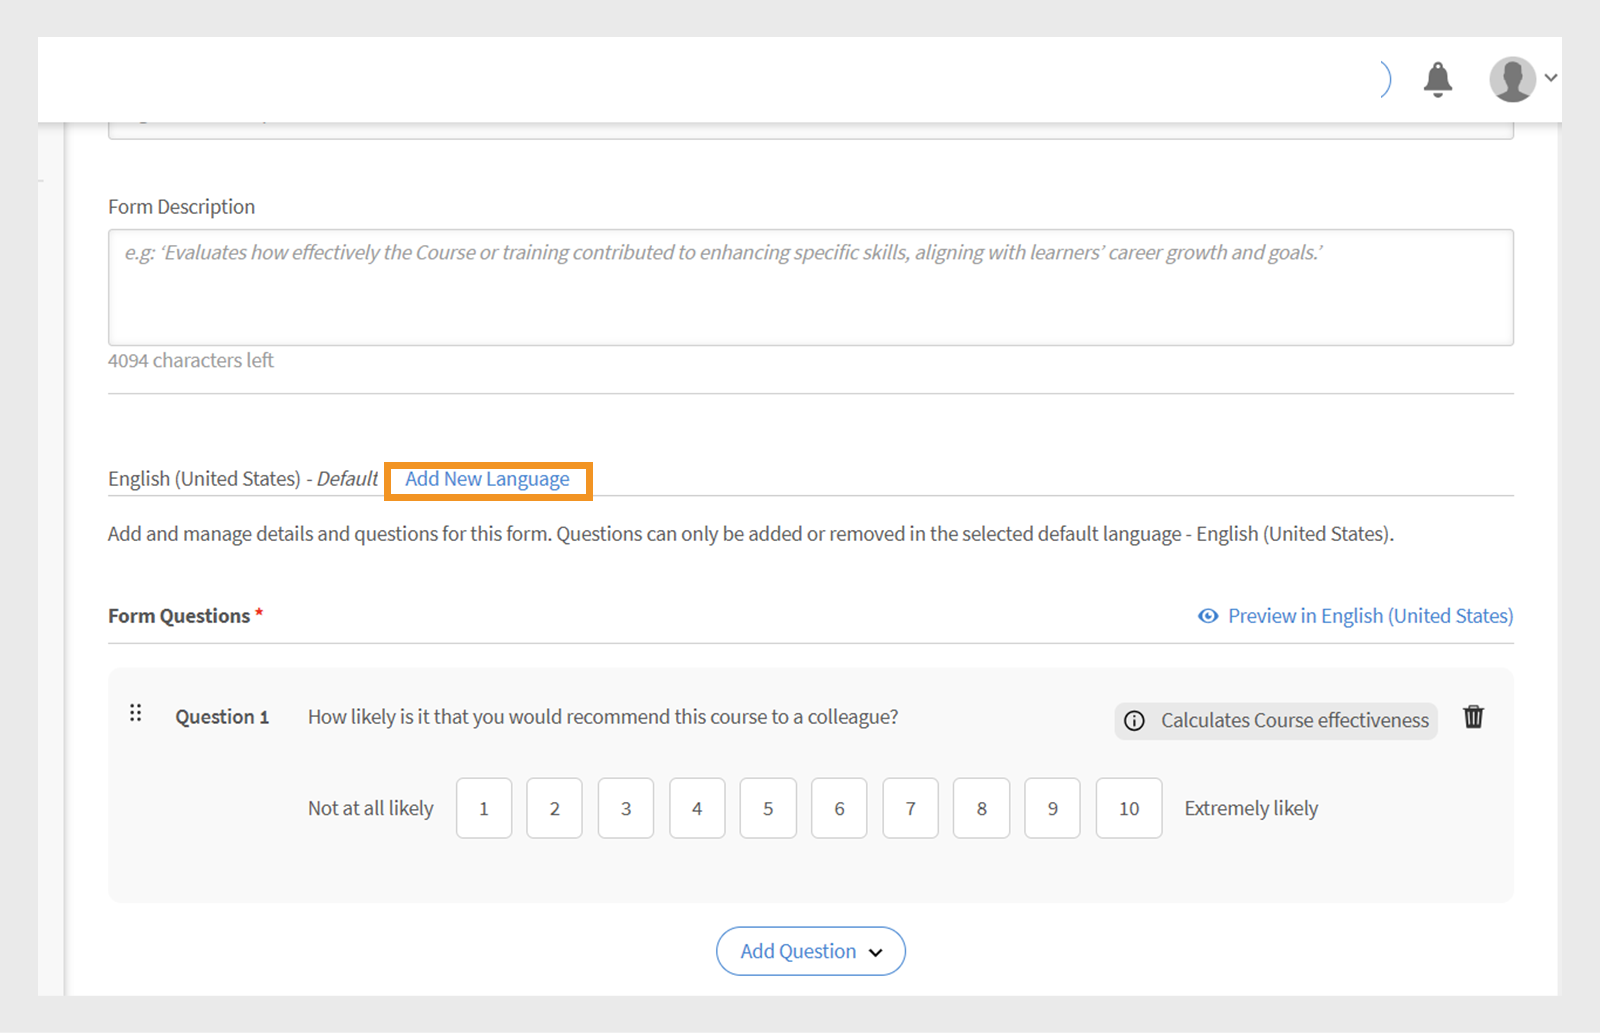 Form Description
e.g: ‘Evaluates how effectively the Course or training contributed to enhancing specific skills, aligning with learners’ career growth and goals.’
4094 characters left
English (United States) - Default Add New Language
Add and manage details and questions for this form. Questions can only be added or removed in the selected default language - English (United States).
Form Questions * Preview in English (United States)
Question 1 How likely is it that you would recommend this course to a colleague? Calculates Course effectiveness
Not at all likely 1 2 3 4 5 6 7 8 9 10 Extremely likely
Add Question